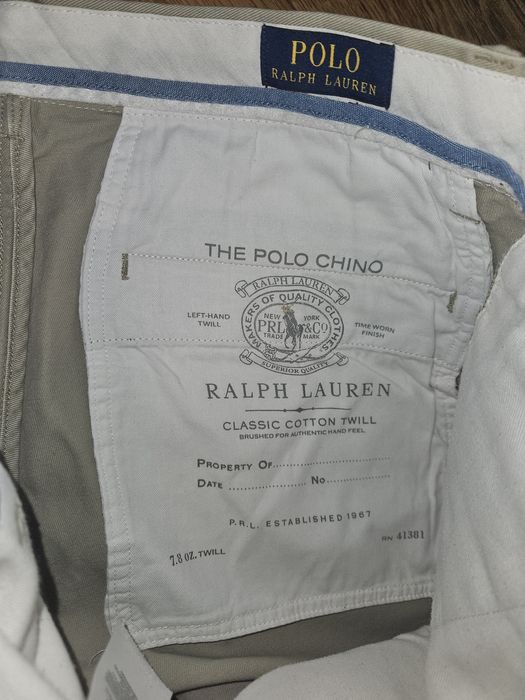 POLO
RALPH LAUREN
THE POLO CHINO
RALPH LAUREN
MAKERS OF QUALITY CLOTHES
LEFT-HAND
TWILL
NEW YORK
PRL &Co
TRADE MARK
TIME WORN
FINISH
SUPERIOR QUALITY
RALPH LAUREN
CLASSIC COTTON TWILL
BRUSHED FOR AUTHENTIC HAND FEEL
PROPERTY OF..............................
DATE .................... No................
P.R.L. ESTABLISHED 1967
7.8 OZ. TWILL
RN 41381